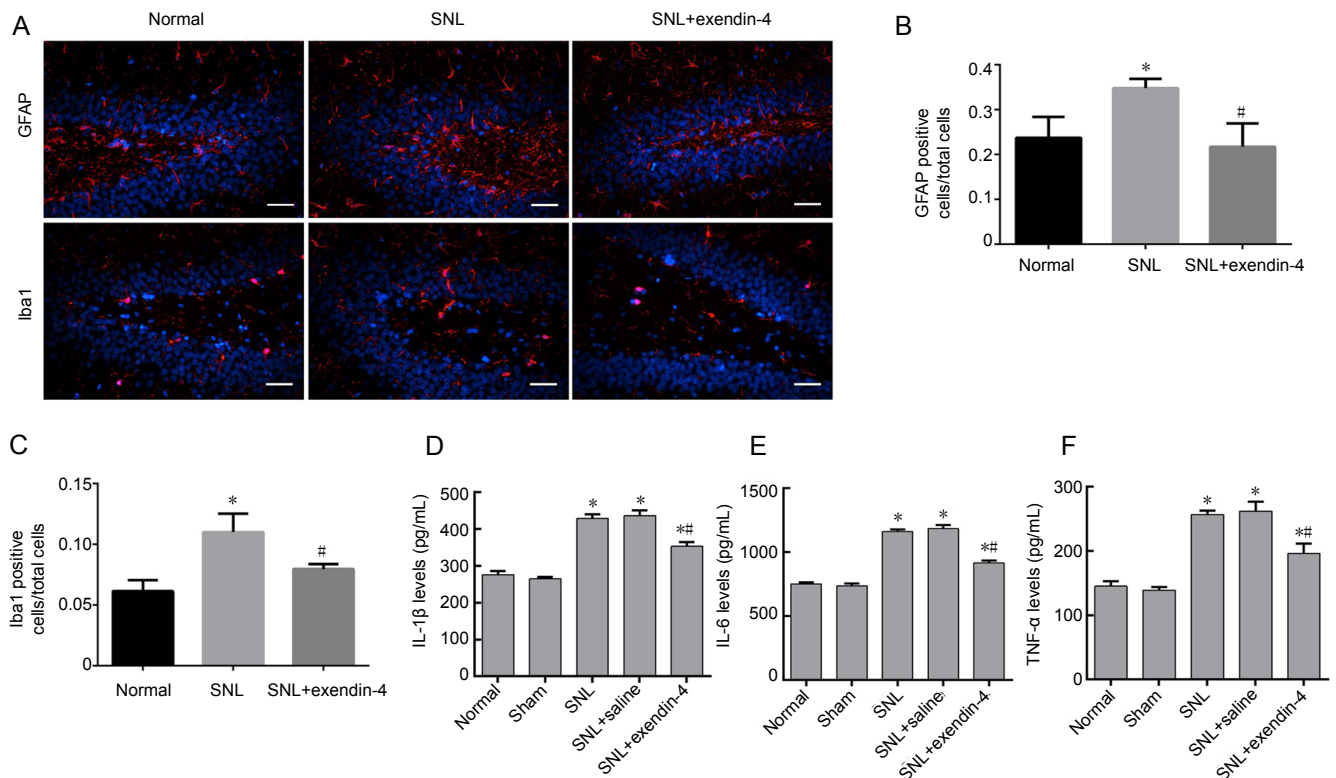 A
Normal
SNL
SNL+exendin-4
GFAP
Iba1
B
GFAP positive
cells/total cells
0.4
0.3
0.2
0.1
0
*
#
Normal
SNL
SNL+exendin-4
C
Iba1 positive
cells/total cells
0.15
0.10
0.05
0
*
#
Normal
SNL
SNL+exendin-4
D
IL-1β levels (pg/mL)
500
400
300
200
100
0
*
*
*#
Normal
Sham
SNL
SNL+saline
SNL+exendin-4
E
IL-6 levels (pg/mL)
1500
1000
500
0
*
*
*#
Normal
Sham
SNL
SNL+saline
SNL+exendin-4
F
TNF-α levels (pg/mL)
300
200
100
0
*
*
*#
Normal
Sham
SNL
SNL+saline
SNL+exendin-4